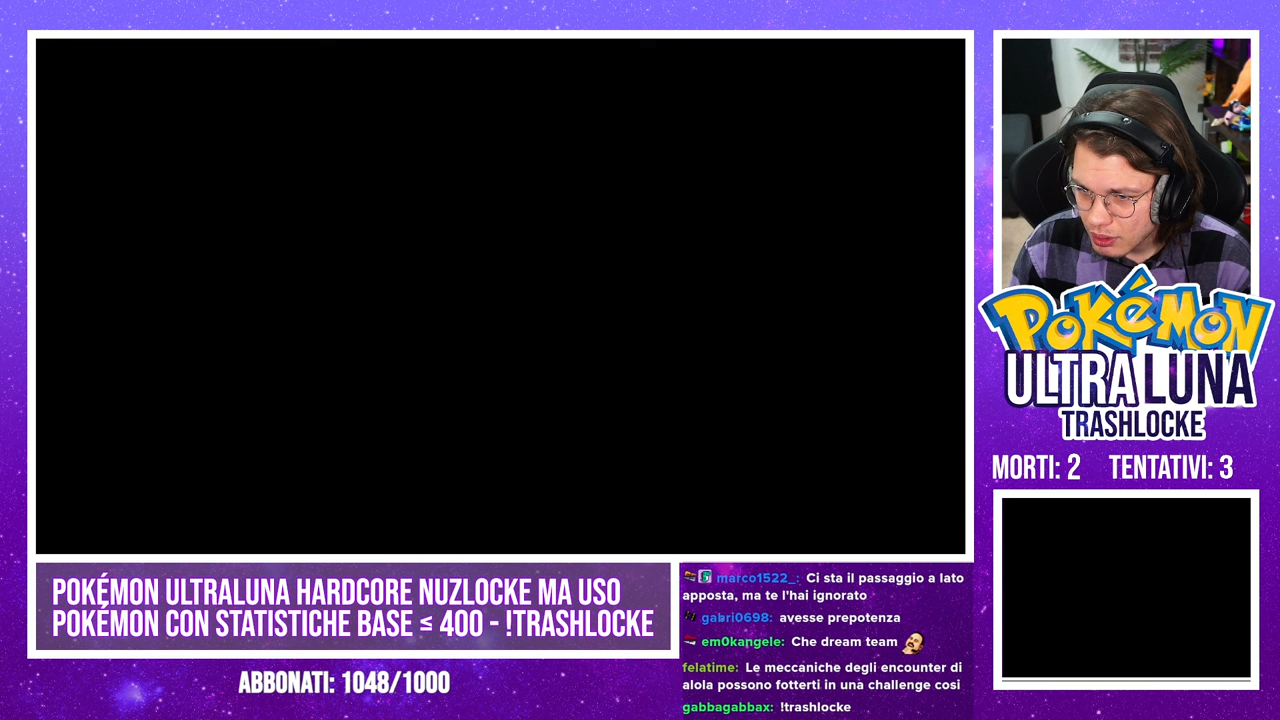 POKÉMON
ULTRALUNA
TRASHLOCKE
MORTI: 2 TENTATIVI: 3
POKÉMON ULTRALUNA HARDCORE NUZLOCKE MA USO
POKÉMON CON STATISTICHE BASE ≤ 400 - !TRASHLOCKE
ABBONATI: 1048/1000
marco1522_: Ci sta il passaggio a lato
apposta, ma te l'hai ignorato
gabri0698: avesse prepotenza
em0kangele: Che dream team
felatime: Le meccaniche degli encounter di
alola possono fotterti in una challenge cosi
gabbagabbax: !trashlocke